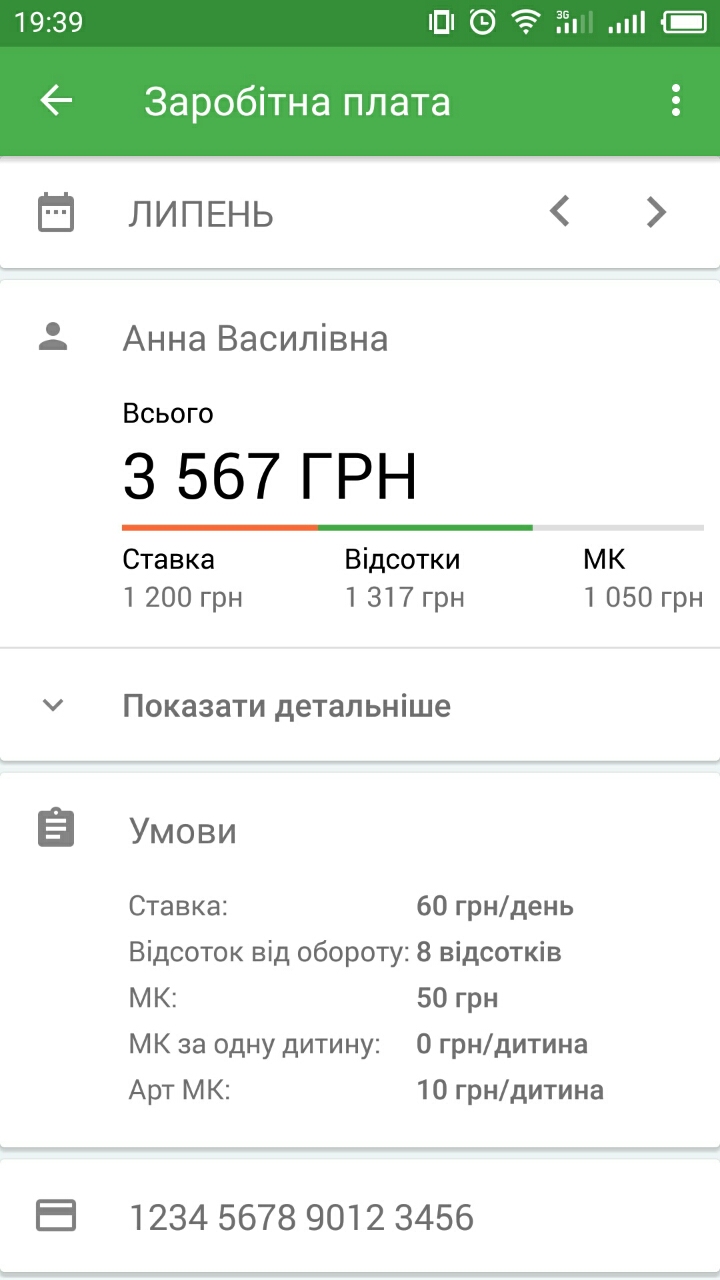 19:39
3G
Заробітна плата
ЛИПЕНЬ
Анна Василівна
Всього
3 567 ГРН
Ставка Відсотки МК
1 200 грн 1 317 грн 1 050 грн
Показати детальніше
Умови
Ставка: 60 грн/день
Відсоток від обороту: 8 відсотків
МК: 50 грн
МК за одну дитину: 0 грн/дитина
Арт МК: 10 грн/дитина
1234 5678 9012 3456